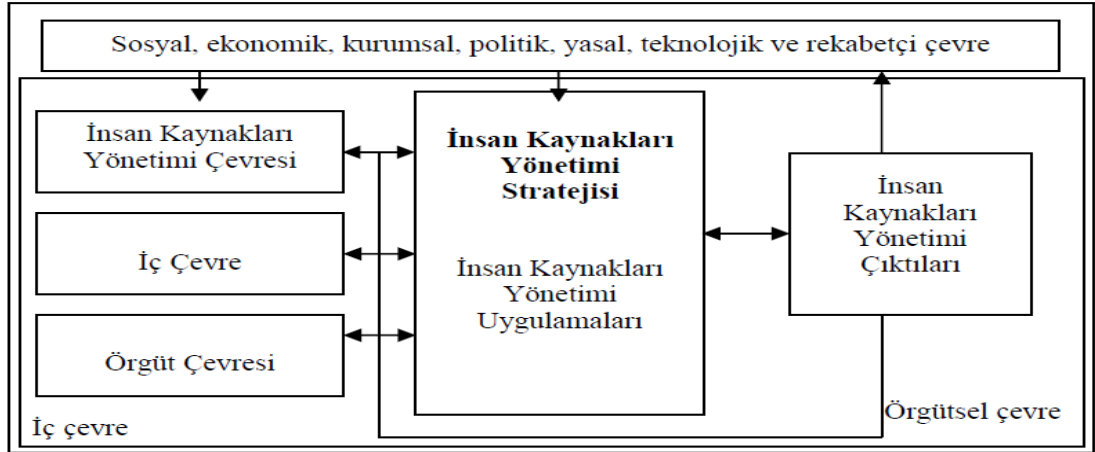 Sosyal, ekonomik, kurumsal, politik, yasal, teknolojik ve rekabetçi çevre
İnsan Kaynakları
Yönetimi Çevresi
İç Çevre
Örgüt Çevresi
İç çevre
İnsan Kaynakları
Yönetimi
Stratejisi
İnsan Kaynakları
Yönetimi
Uygulamaları
İnsan
Kaynakları
Yönetimi
Çıktıları
Örgütsel çevre